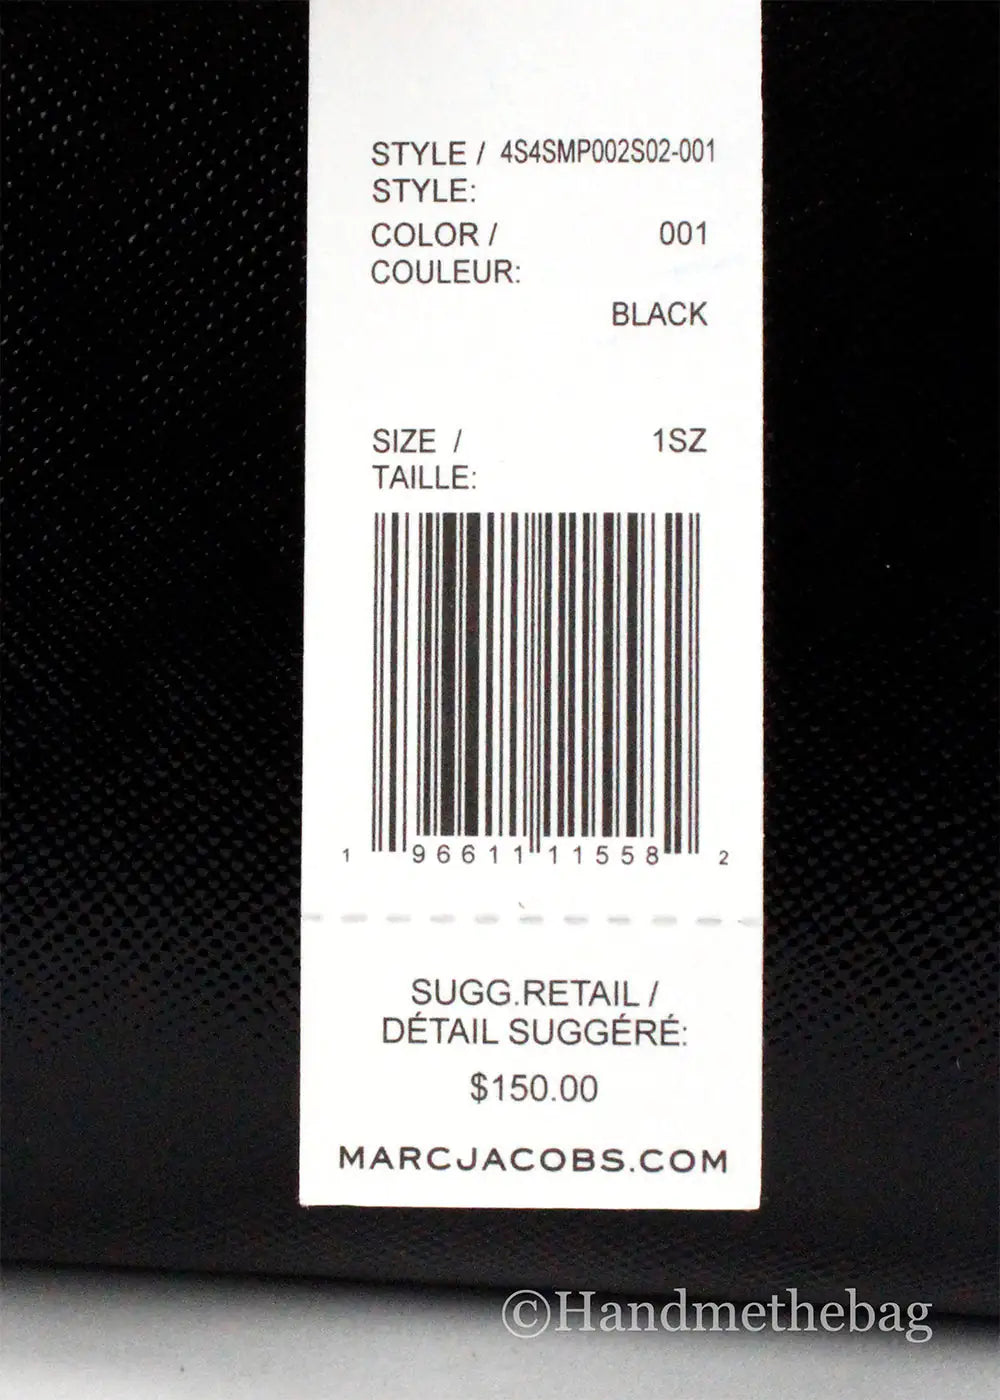 STYLE / 4S4SMP002S02-001
STYLE:
COLOR / 001
COULEUR:
BLACK
SIZE / 1SZ
TAILLE:
1 96611 11558 2
SUGG.RETAIL /
DÉTAIL SUGGÉRÉ:
$150.00
MARCJACOBS.COM
©Handmethebag